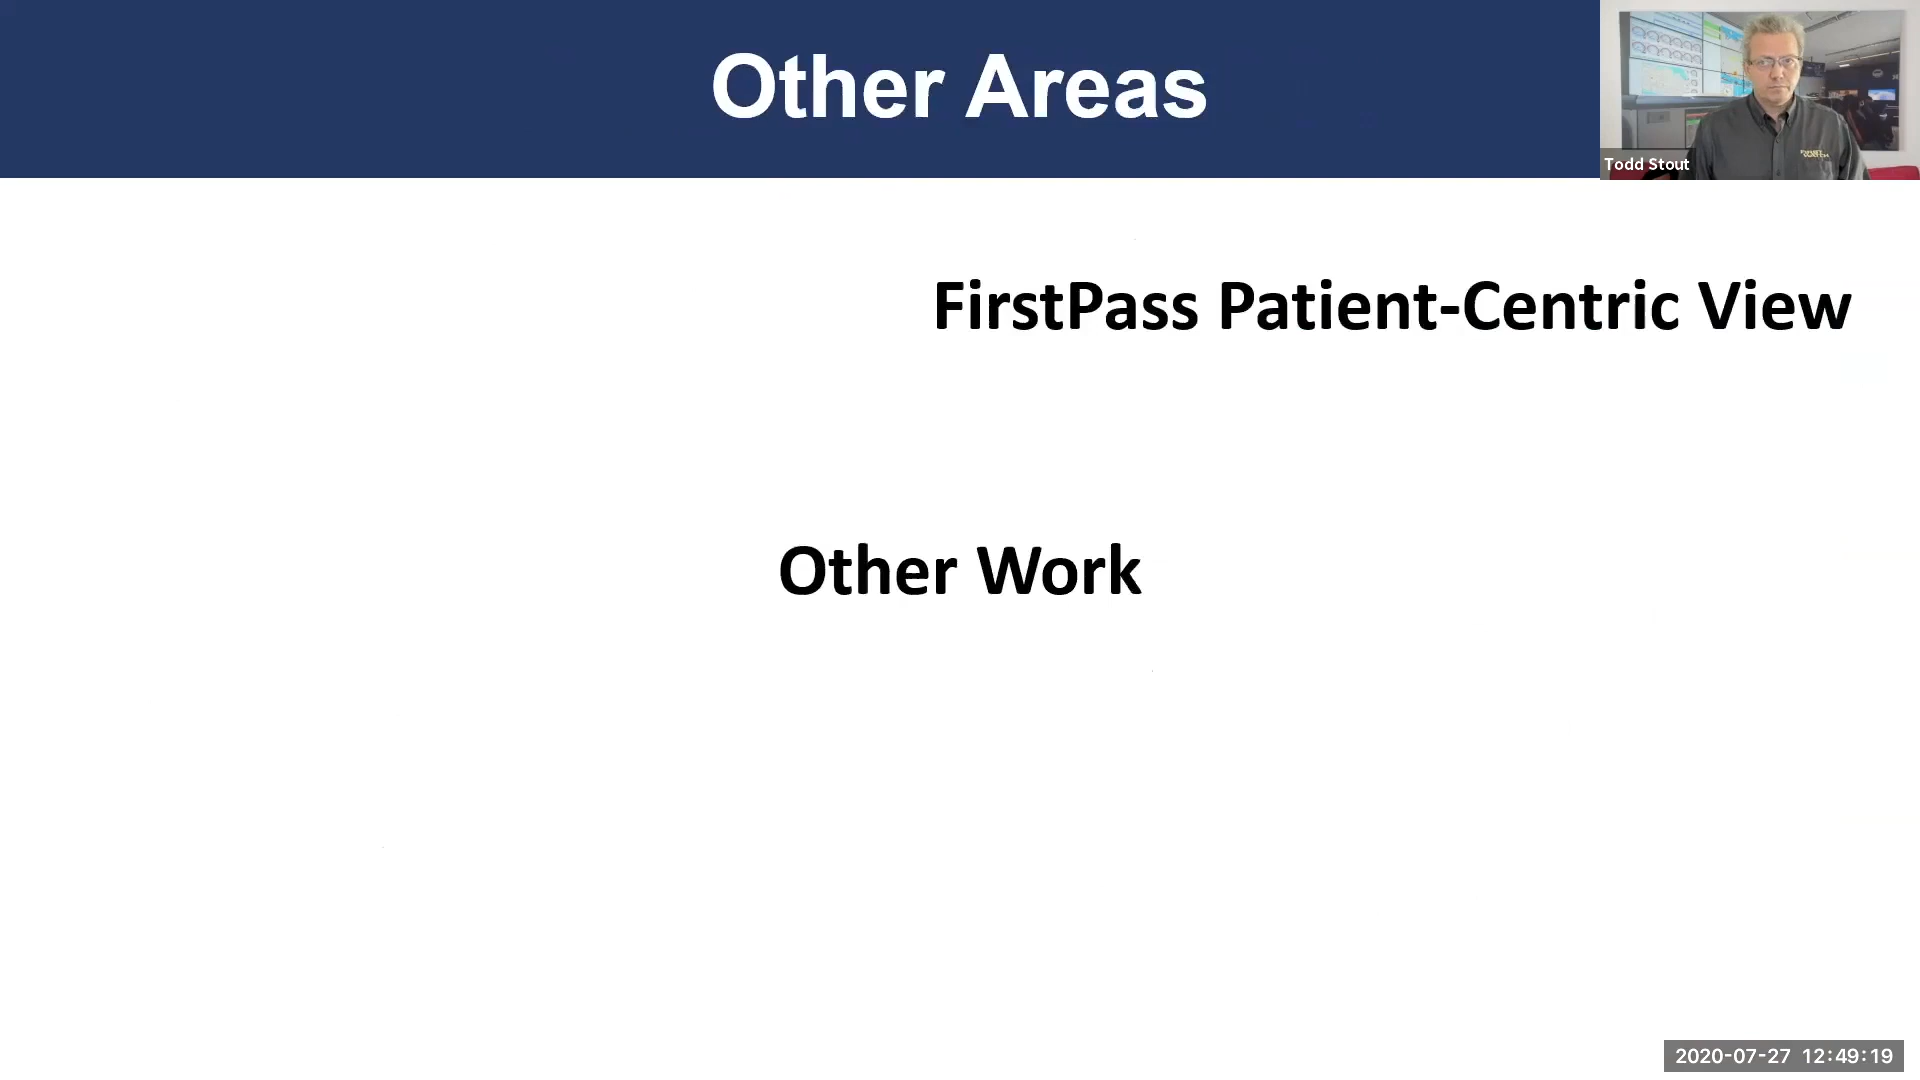 Other Areas
Todd Stout
FirstPass Patient-Centric View
Other Work
2020-07-27 12:49:19